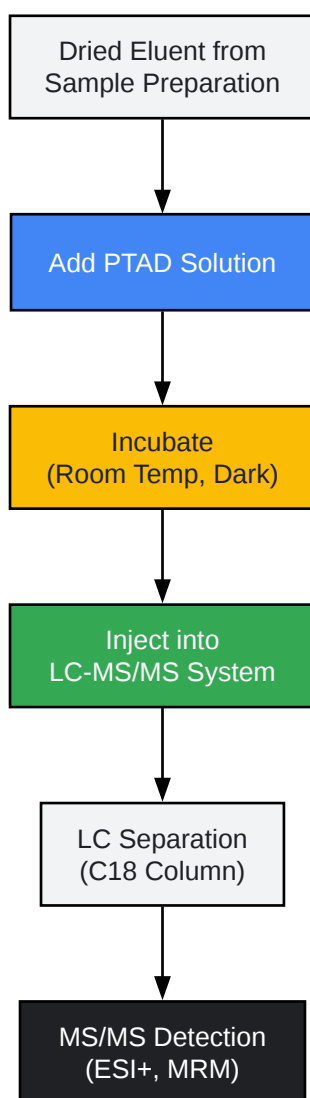 Dried Eluent from
Sample Preparation
Add PTAD Solution
Incubate
(Room Temp, Dark)
Inject into
LC-MS/MS System
LC Separation
(C18 Column)
MS/MS Detection
(ESI+, MRM)